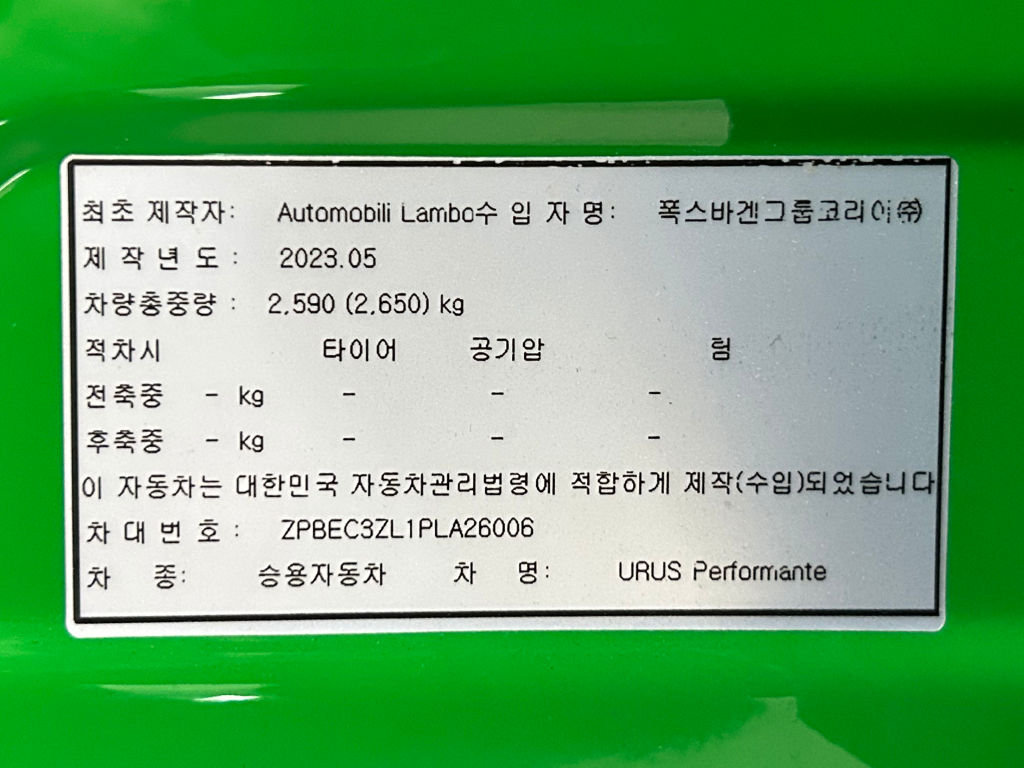 최초 제작자: Automobili Lambo수 입 자 명: 폭스바겐그룹코리아㈜
제 작 년 도 : 2023.05
차량총중량 : 2,590 (2,650) kg
적차시 타이어 공기압 림
전축중 - kg - - -
후축중 - kg - - -
이 자동차는 대한민국 자동차관리법령에 적합하게 제작(수입)되었습니다
차 대 번 호 : ZPBEC3ZL1PLA26006
차 종: 승용자동차 차 명: URUS Performante